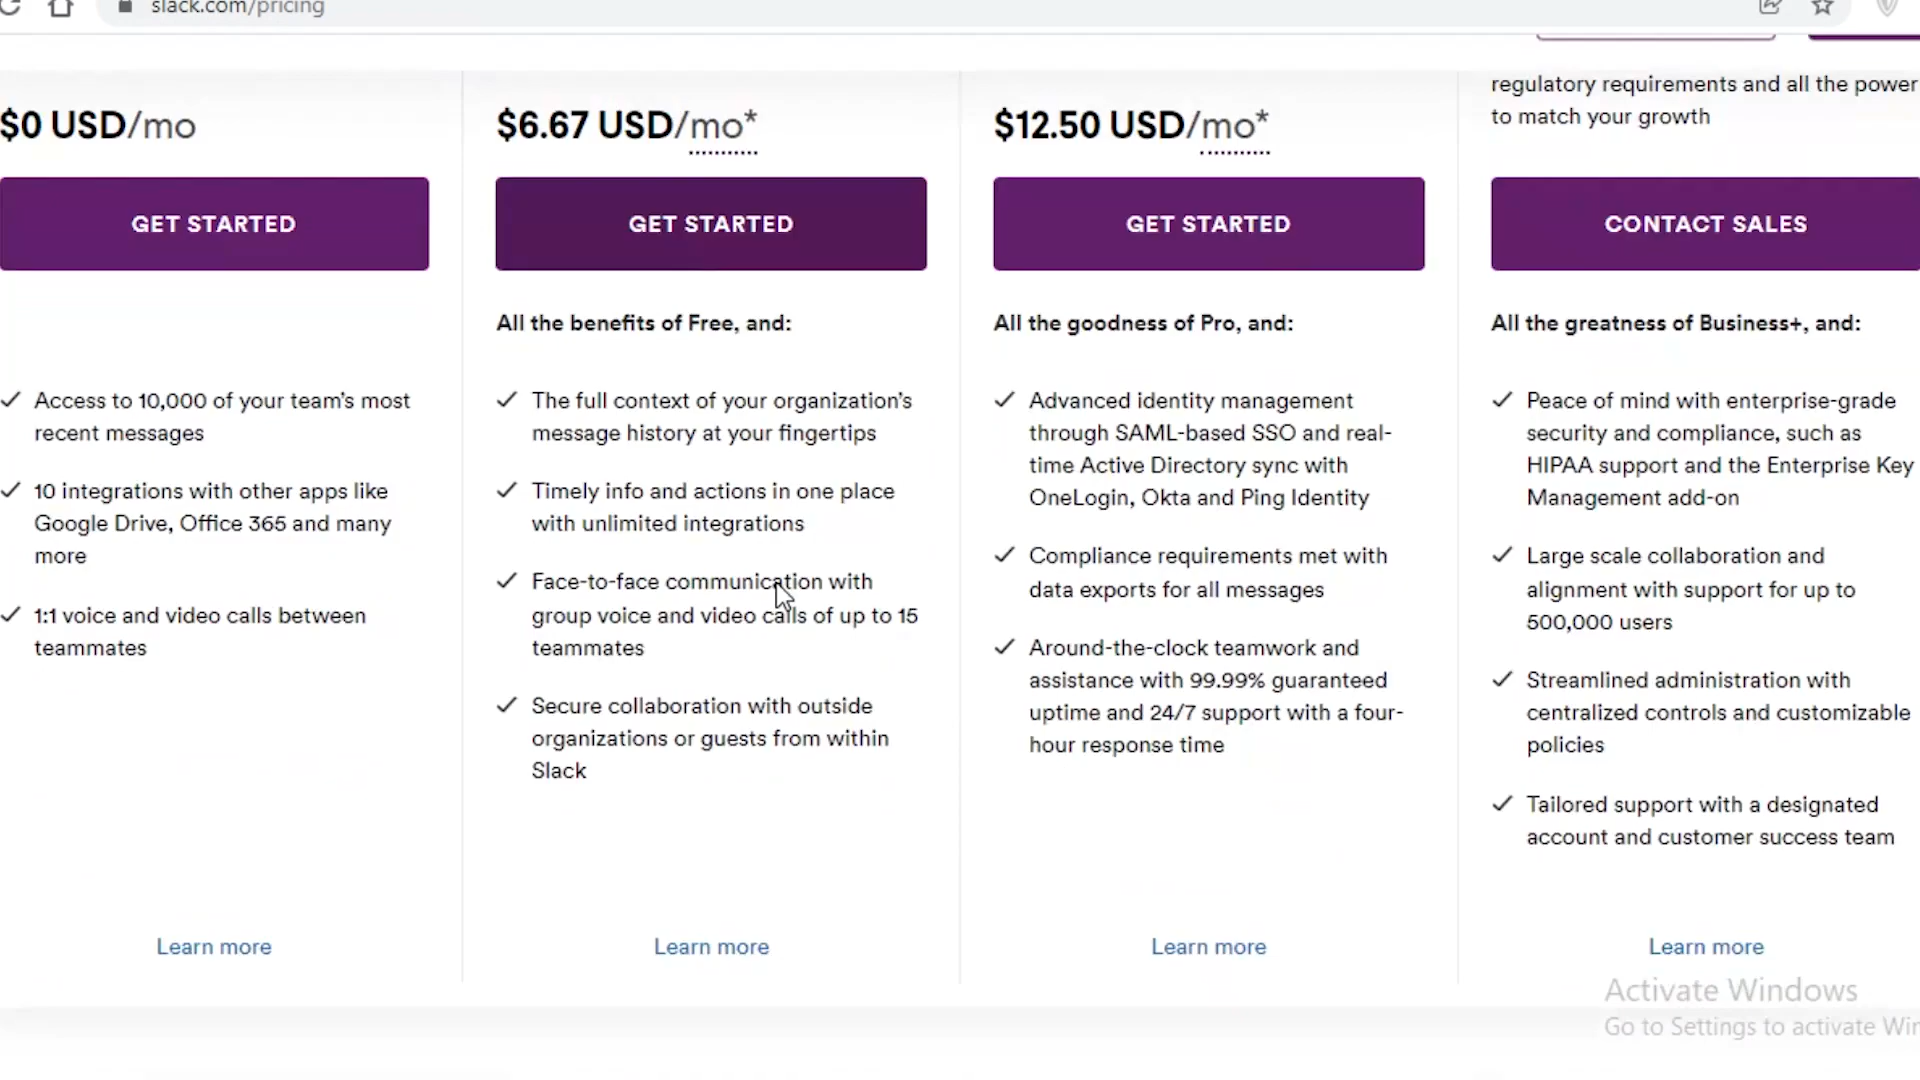 slack.com/pricing
$0 USD/mo
GET STARTED
Access to 10,000 of your team's most
recent messages
10 integrations with other apps like
Google Drive, Office 365 and many
more
1:1 voice and video calls between
teammates
Learn more
$6.67 USD/mo*
GET STARTED
All the benefits of Free, and:
The full context of your organization's
message history at your fingertips
Timely info and actions in one place
with unlimited integrations
Face-to-face communication with
group voice and video calls of up to 15
teammates
Secure collaboration with outside
organizations or guests from within
Slack
Learn more
$12.50 USD/mo*
GET STARTED
All the goodness of Pro, and:
Advanced identity management
through SAML-based SSO and real-
time Active Directory sync with
OneLogin, Okta and Ping Identity
Compliance requirements met with
data exports for all messages
Around-the-clock teamwork and
assistance with 99.99% guaranteed
uptime and 24/7 support with a four-
hour response time
Learn more
regulatory requirements and all the power
to match your growth
CONTACT SALES
All the greatness of Business+, and:
Peace of mind with enterprise-grade
security and compliance, such as
HIPAA support and the Enterprise Key
Management add-on
Large scale collaboration and
alignment with support for up to
500,000 users
Streamlined administration with
centralized controls and customizable
policies
Tailored support with a designated
account and customer success team
Learn more
Activate Windows
Go to Settings to activate Win